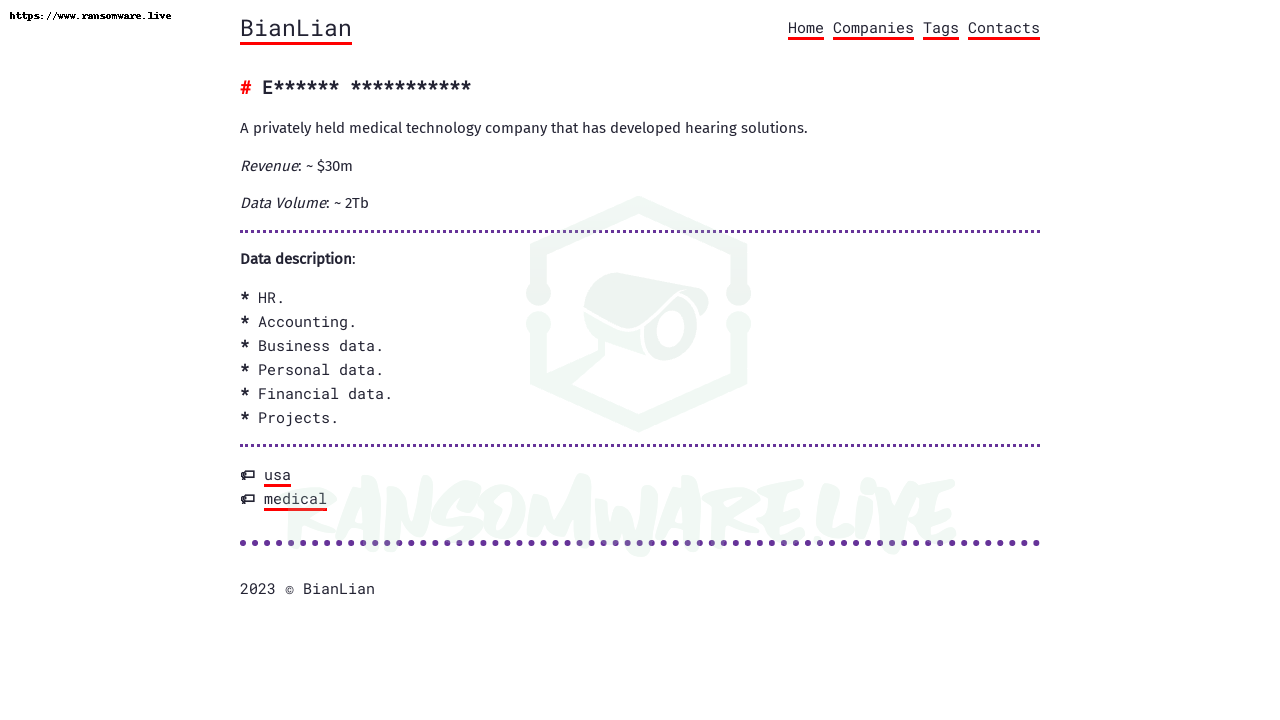 https://www.ransomware.live
BianLian
Home Companies Tags Contacts
# E****** ***********
A privately held medical technology company that has developed hearing solutions.
Revenue: ~ $30m
Data Volume: ~ 2Tb
Data description:
* HR.
* Accounting.
* Business data.
* Personal data.
* Financial data.
* Projects.
usa
medical
RANSOMWARE.LIVE
2023 © BianLian